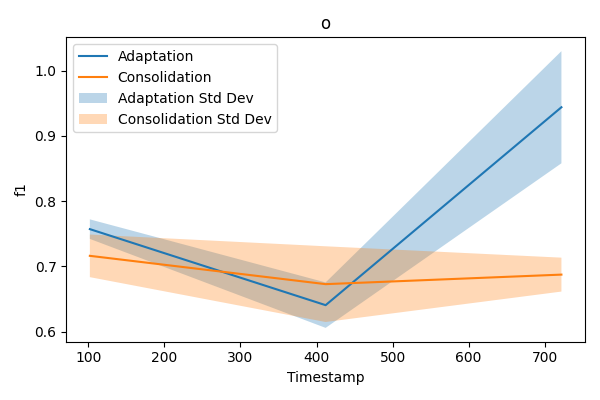 o
Adaptation
Consolidation
Adaptation Std Dev
Consolidation Std Dev
f1
1.0
0.9
0.8
0.7
0.6
100 200 300 400 500 600 700
Timestamp